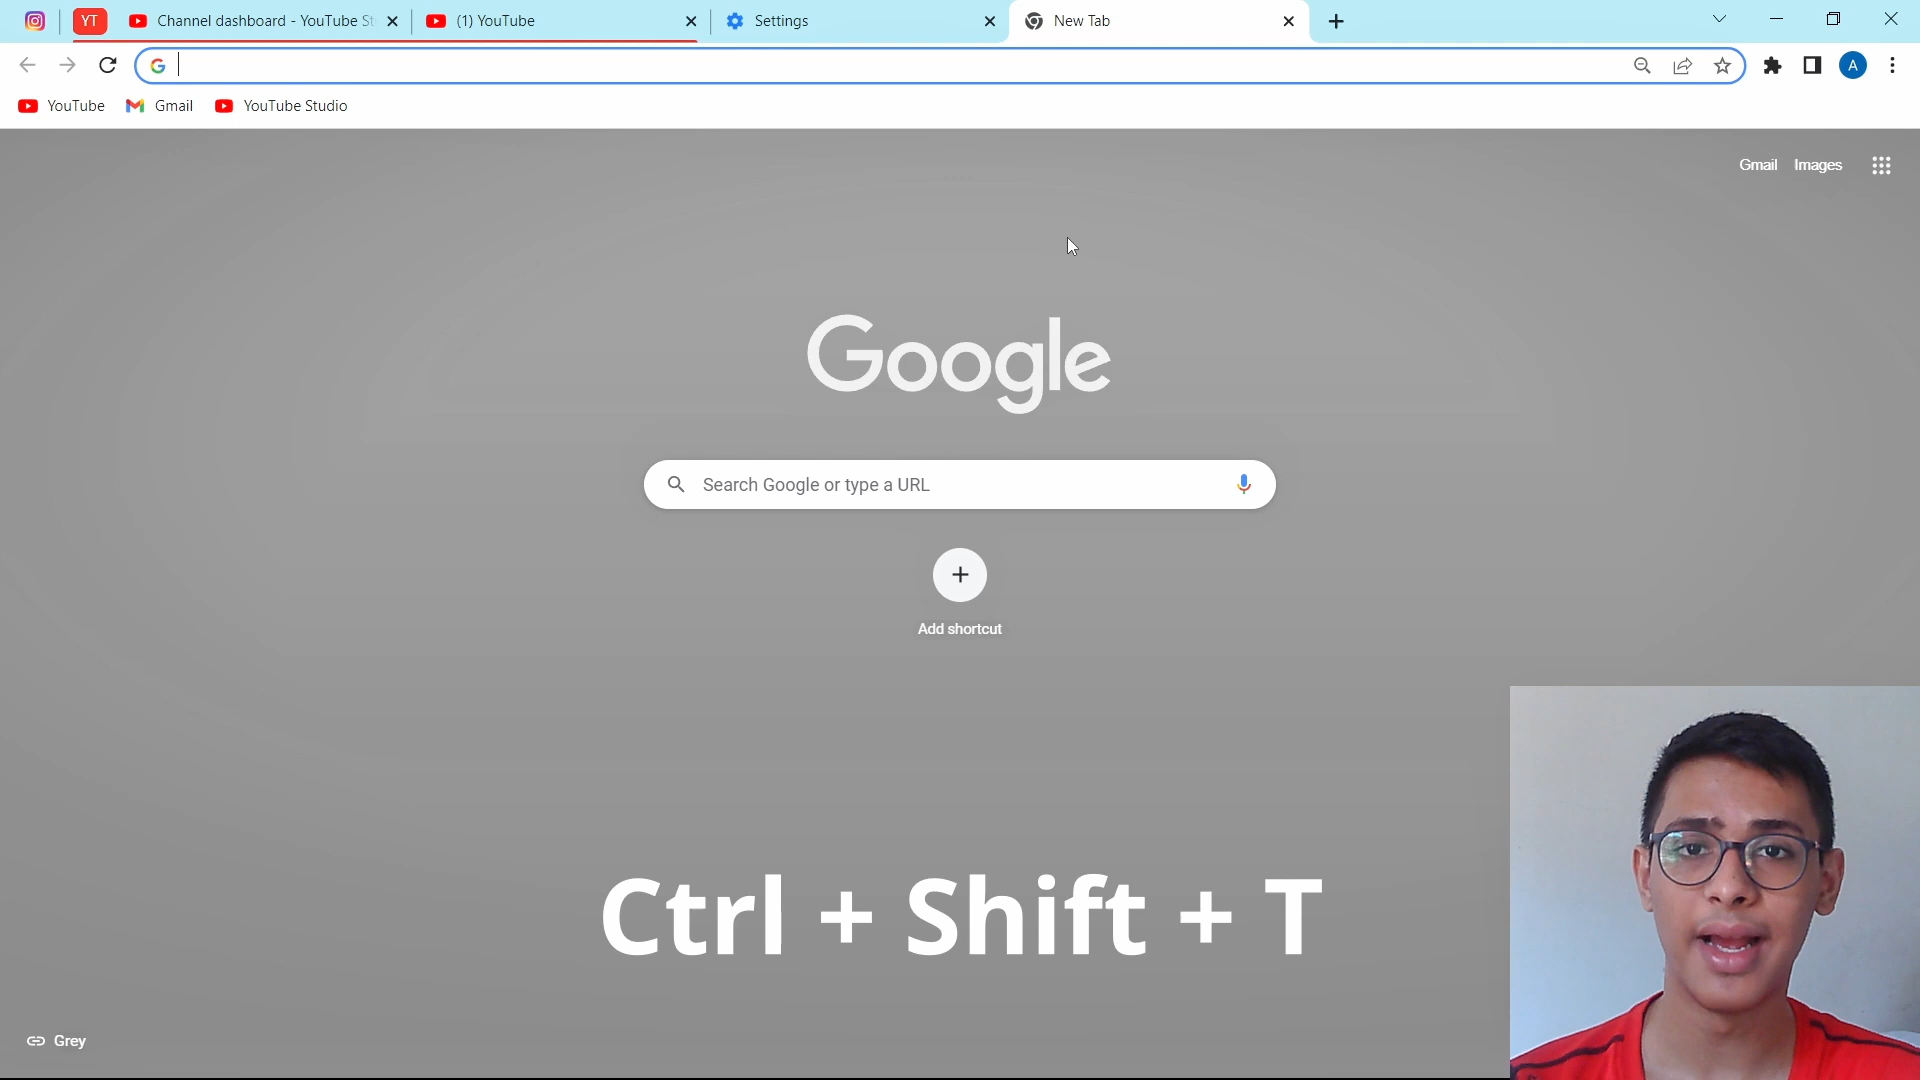 YT
Channel dashboard - YouTube St
(1) YouTube
Settings
New Tab
G
A
YouTube
Gmail
YouTube Studio
Gmail
Images
Google
Search Google or type a URL
Add shortcut
Ctrl + Shift + T
Grey